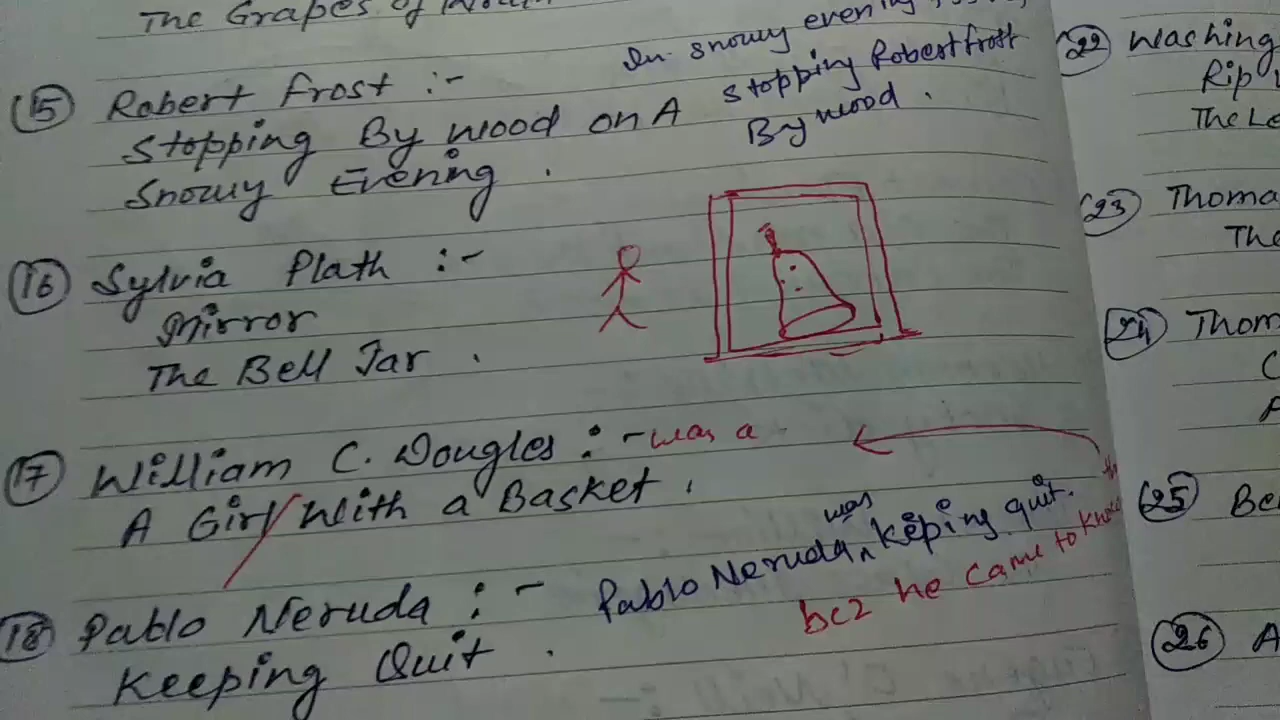 The Grapes of
(15) Robert Frost :-
Stopping By wood on A
Snowy Evening .
In snowy evening
stopping Robert frost
By wood .
(16) Sylvia Plath :-
Mirror
The Bell Jar .
(17) William C. Dougles :- was a
A Girl/With a Basket .
(18) Pablo Neruda :-
Keeping Quit .
Pablo Neruda was ^ keping quit.
bcz he came to know
(22) Washing
Rip
The Le
(23) Thoma
The
(24) Thom
C
A
(25) Be
(26) A